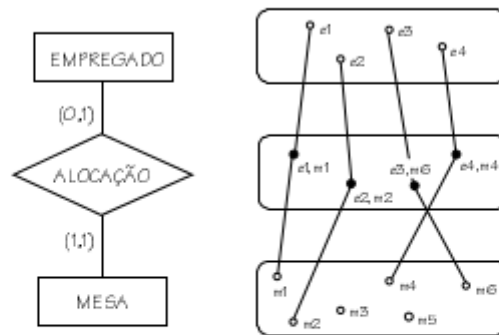 EMPREGADO
(0,1)
ALOCAÇÃO
(1,1)
MESA
e1
e2
e3
e4
e1,m1
e2,m2
e3,m6
e4,m4
m1
m2
m3
m4
m5
m6